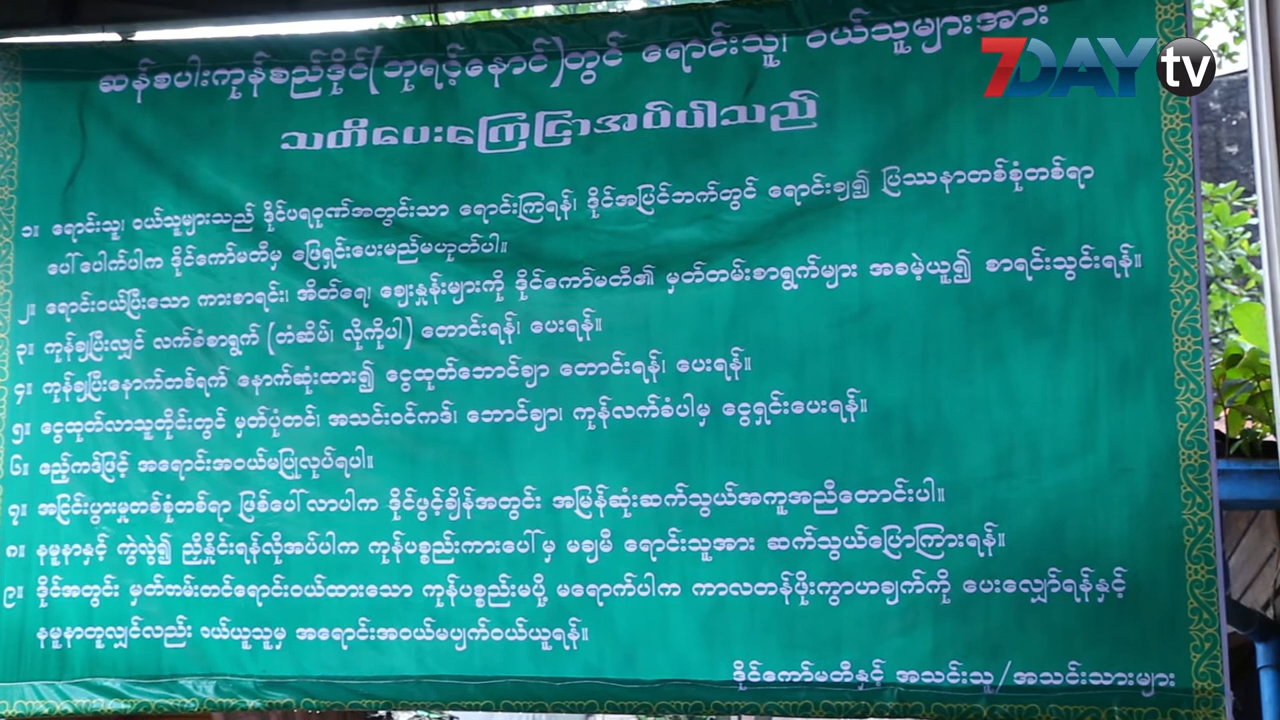 7DAY tv
ဆန်စပါးကုန်စည်ဒိုင်(ဘုရင့်နောင်)တွင် ရောင်းသူ၊ ဝယ်သူများအား
သတိပေးကြေငြာအပ်ပါသည်
၁။ ရောင်းသူ၊ ဝယ်သူများသည် ဒိုင်ပရဝုဏ်အတွင်းသာ ရောင်းကြရန်၊ ဒိုင်အပြင်ဘက်တွင် ရောင်းချ၍ ပြဿနာတစ်စုံတစ်ရာ
ပေါ်ပေါက်ပါက ဒိုင်ကော်မတီမှ ဖြေရှင်းပေးမည်မဟုတ်ပါ။
၂။ ရောင်းဝယ်ပြီးသော ကားစာရင်း၊ အိတ်ရေ၊ ဈေးနှုန်းများကို ဒိုင်ကော်မတီ၏ မှတ်တမ်းစာရွက်များ အခမဲ့ယူ၍ စာရင်းသွင်းရန်။
၃။ ကုန်ချပြီးလျှင် လက်ခံစာရွက် (တံဆိပ်၊ လိုကိုပါ) တောင်းရန်၊ ပေးရန်။
၄။ ကုန်ချပြီးနောက်တစ်ရက် နောက်ဆုံးထား၍ ငွေထုတ်ဘောင်ချာ တောင်းရန်၊ ပေးရန်။
၅။ ငွေထုတ်လာသူတိုင်းတွင် မှတ်ပုံတင်၊ အသင်းဝင်ကဒ်၊ ဘောင်ချာ၊ ကုန်လက်ခံပါမှ ငွေရှင်းပေးရန်။
၆။ ဧည့်ကဒ်ဖြင့် အရောင်းအဝယ်မပြုလုပ်ရပါ။
၇။ အငြင်းပွားမှုတစ်စုံတစ်ရာ ဖြစ်ပေါ်လာပါက ဒိုင်ဖွင့်ချိန်အတွင်း အမြန်ဆုံးဆက်သွယ်အကူအညီတောင်းပါ။
၈။ နမူနာနှင့် ကွဲလွဲ၍ ညှိနှိုင်းရန်လိုအပ်ပါက ကုန်ပစ္စည်းကားပေါ်မှ မချမီ ရောင်းသူအား ဆက်သွယ်ပြောကြားရန်။
၉။ ဒိုင်အတွင်း မှတ်တမ်းတင်ရောင်းဝယ်ထားသော ကုန်ပစ္စည်းမပို့ မရောက်ပါက ကာလတန်ဖိုးကွာဟချက်ကို ပေးလျှော်ရန်နှင့်
နမူနာတူလျှင်လည်း ဝယ်ယူသူမှ အရောင်းအဝယ်မပျက်ဝယ်ယူရန်။
ဒိုင်ကော်မတီနှင့် အသင်းသူ/အသင်းသားများ